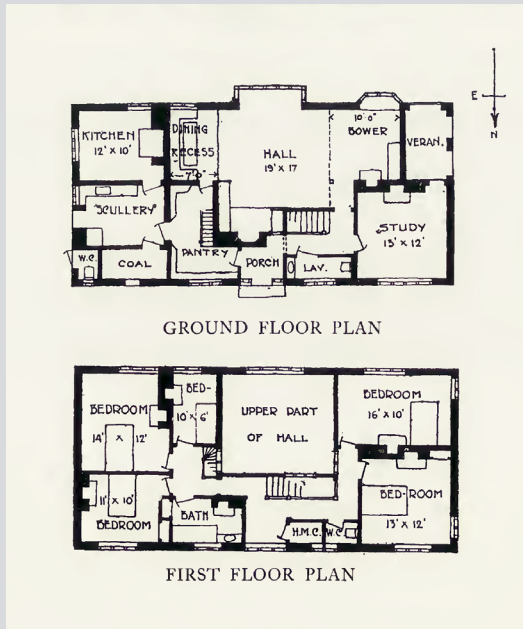 E
N
KITCHEN
12' x 10'
DINING
RECESS
7'0"
HALL
19' x 17
10'0"
BOWER
VERAN.
"SCULLERY"
STUDY
13' x 12'
W.C.
COAL
PANTRY
PORCH
LAV.
GROUND FLOOR PLAN
BEDROOM
14' x 12'
BED-
10' x 6'
UPPER PART
OF HALL
BEDROOM
16' x 10'
11' x 10'
BEDROOM
BATH
H.M.C.
W.C.
BED-ROOM
13' x 12'
FIRST FLOOR PLAN